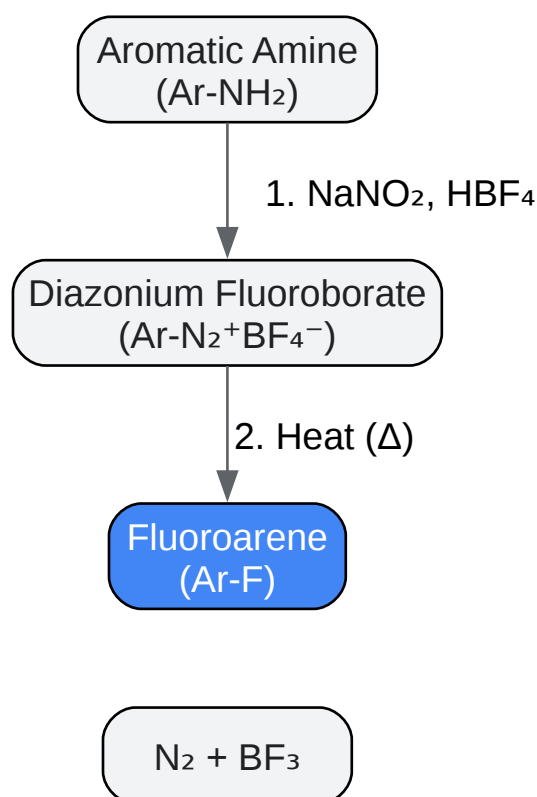 Aromatic Amine
(Ar-NH₂)
1. NaNO₂, HBF₄
Diazonium Fluoroborate
(Ar-N₂⁺BF₄⁻)
2. Heat (Δ)
Fluoroarene
(Ar-F)
N₂ + BF₃